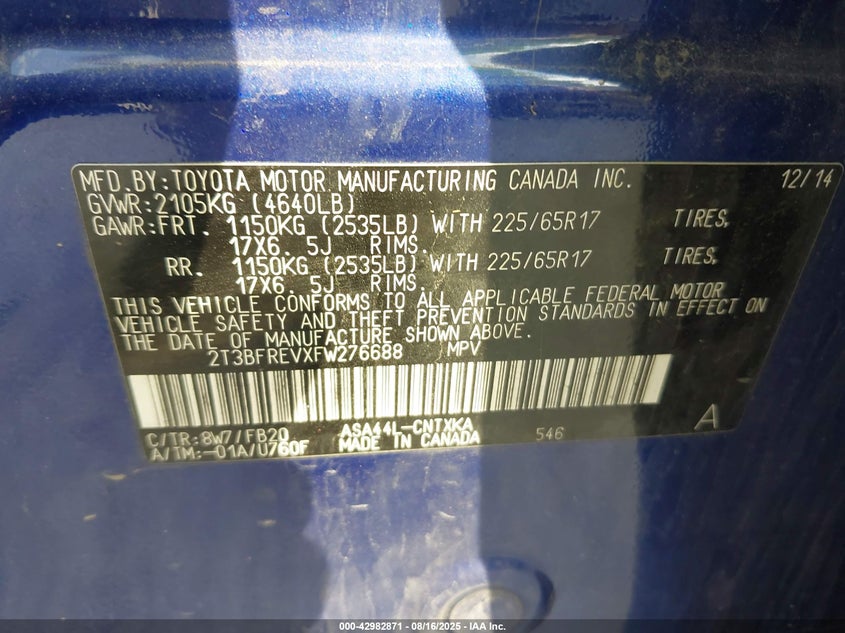 MFD.BY:TOYOTA MOTOR MANUFACTURING CANADA INC. 12/14
GVWR:2105KG (4640LB)
GAWR:FRT. 1150KG (2535LB) WITH 225/65R17 TIRES,
17X6. 5J RIMS.
RR. 1150KG (2535LB) WITH 225/65R17 TIRES,
17X6. 5J RIMS.
THIS VEHICLE CONFORMS TO ALL APPLICABLE FEDERAL MOTOR
VEHICLE SAFETY AND THEFT PREVENTION STANDARDS IN EFFECT ON
THE DATE OF MANUFACTURE SHOWN ABOVE.
2T3BFREVXFW276688 MPV
C/TR:8W7/FB20 ASA44L-CNTXKA 546 A
A/TM:-01A/U760F MADE IN CANADA
000-42982871 - 08/16/2025 - IAA Inc.